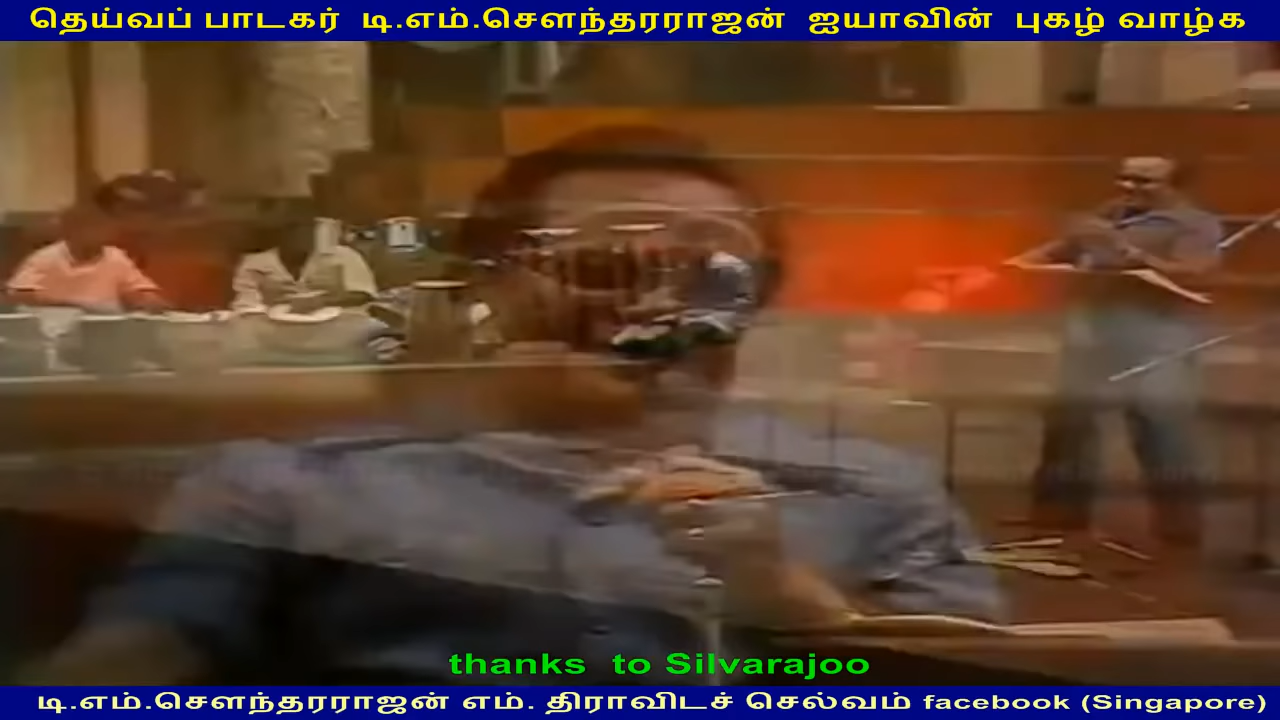 தெய்வப் பாடகர் டி.எம்.சௌந்தரராஜன் ஐயாவின் புகழ் வாழ்க
thanks to Silvarajoo
டி.எம்.சௌந்தரராஜன் எம். திராவிடச் செல்வம் facebook (Singapore)